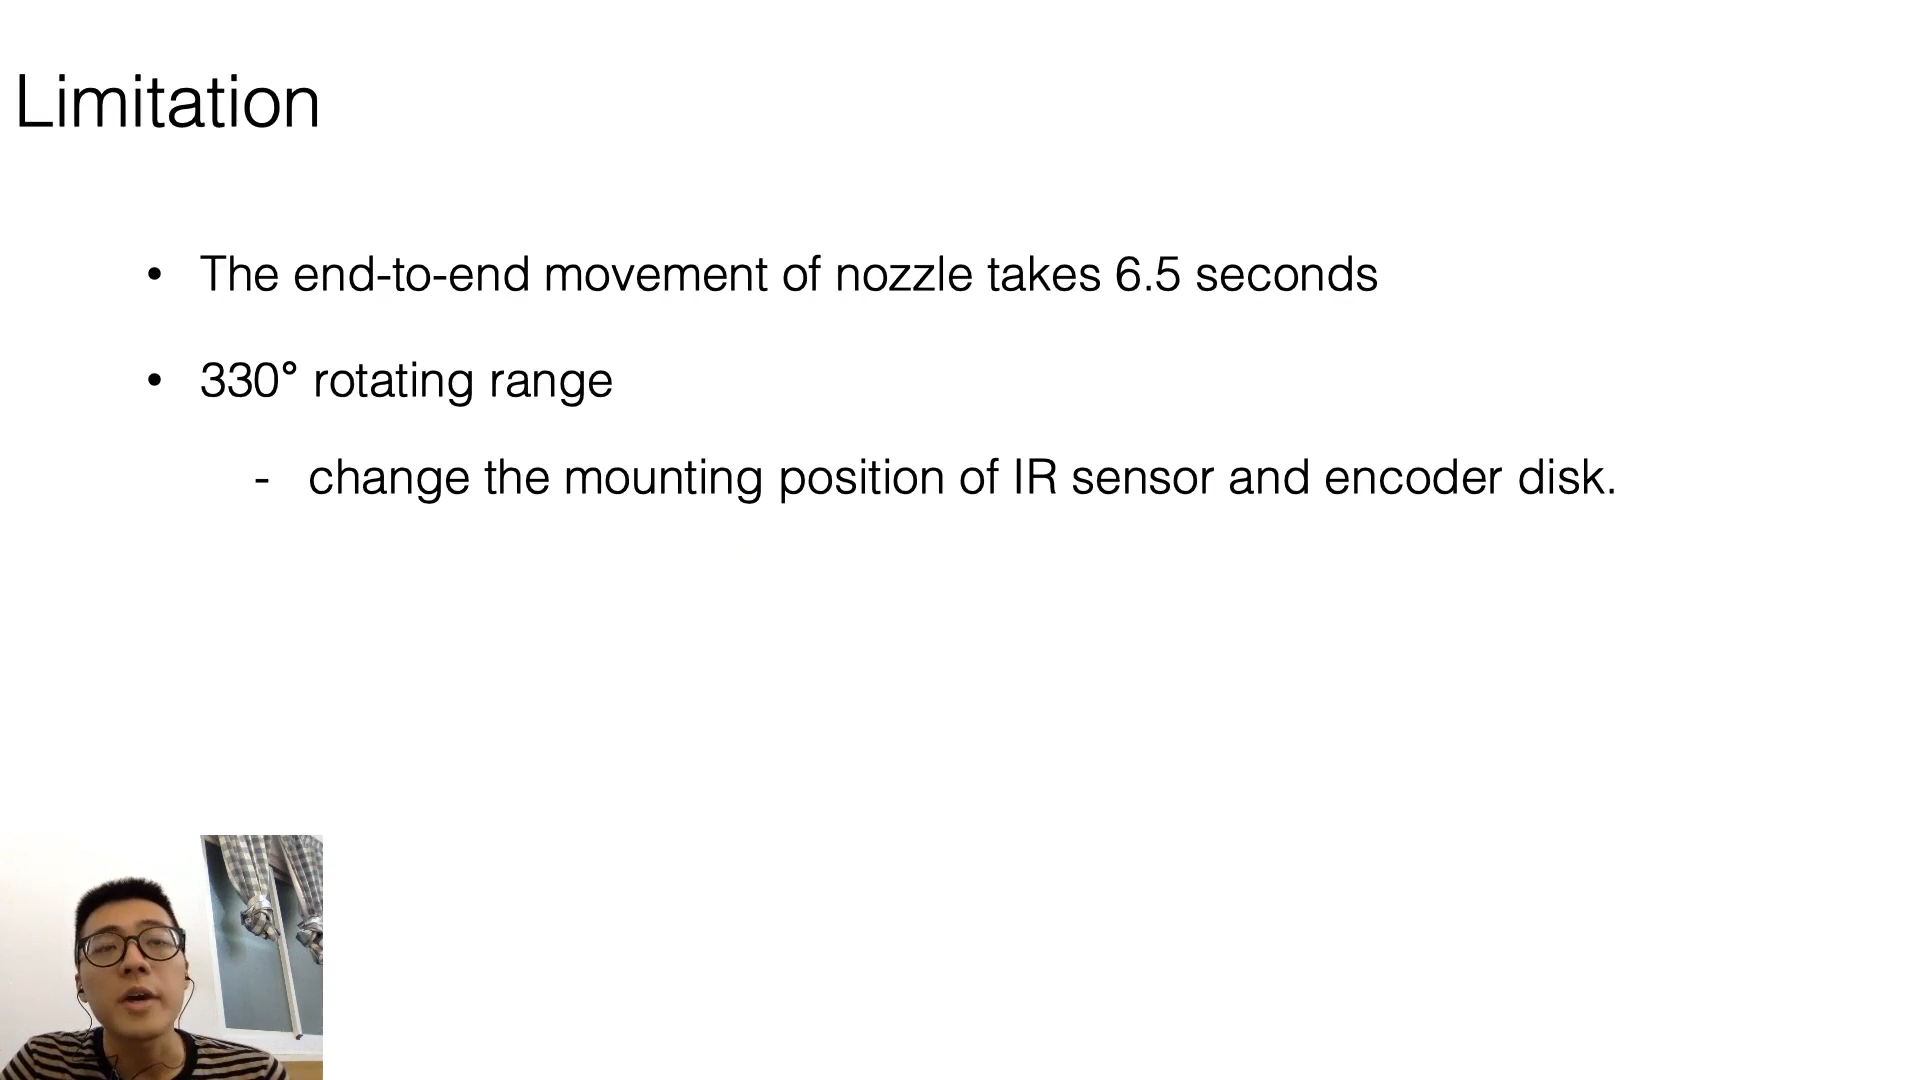 Limitation
• The end-to-end movement of nozzle takes 6.5 seconds
• 330° rotating range
- change the mounting position of IR sensor and encoder disk.